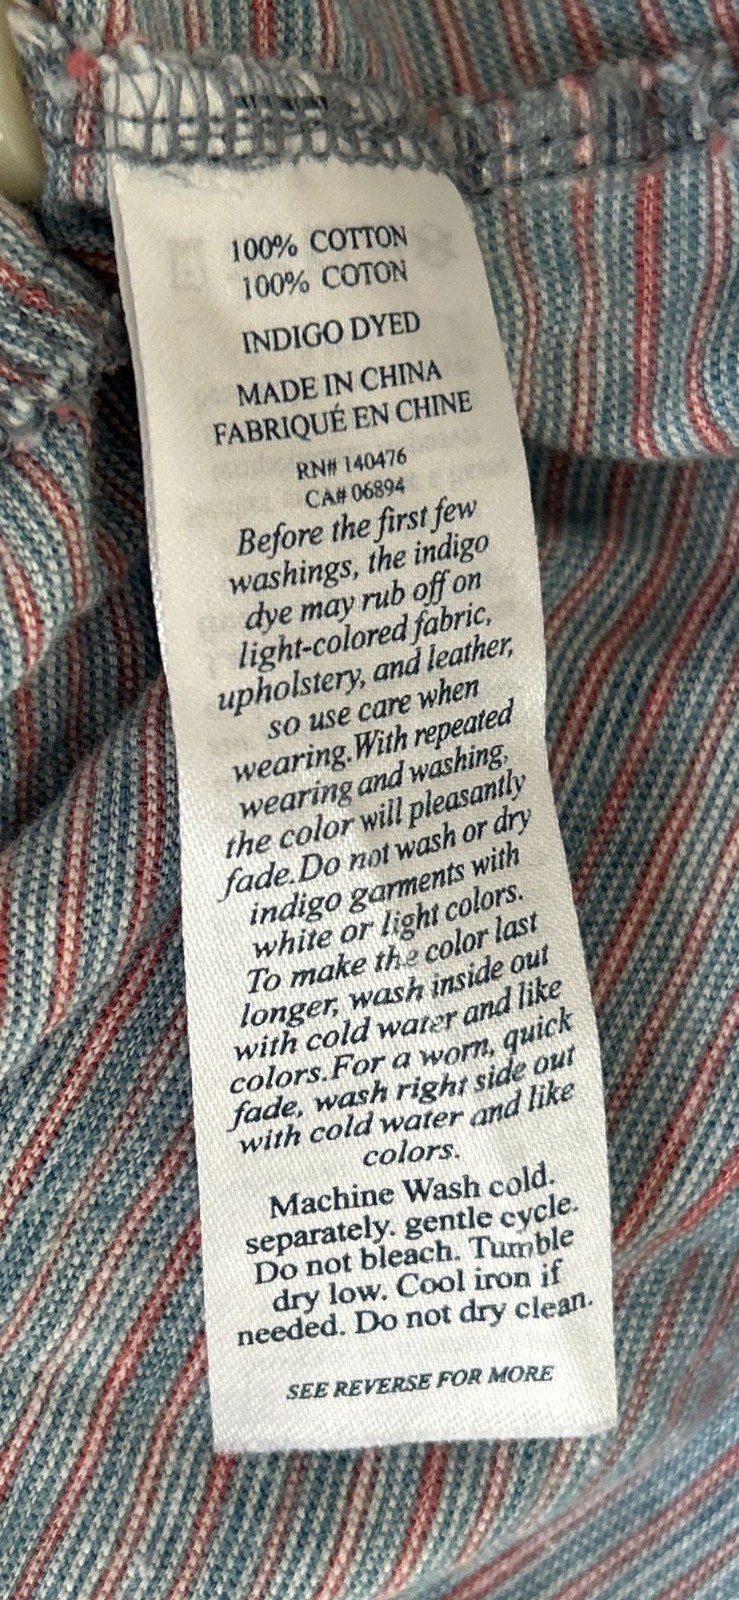 100% COTTON
100% COTON
INDIGO DYED
MADE IN CHINA
FABRIQUÉ EN CHINE
RN# 140476
CA# 06894
Before the first few
washings, the indigo
dye may rub off on
light-colored fabric,
upholstery, and leather,
so use care when
wearing.With repeated
wearing and washing,
the color will pleasantly
fade.Do not wash or dry
indigo garments with
white or light colors.
To make the color last
longer, wash inside out
with cold water and like
colors.For a worn, quick
fade, wash right side out
with cold water and like
colors.
Machine Wash cold.
separately. gentle cycle.
Do not bleach. Tumble
dry low. Cool iron if
needed. Do not dry clean.
SEE REVERSE FOR MORE